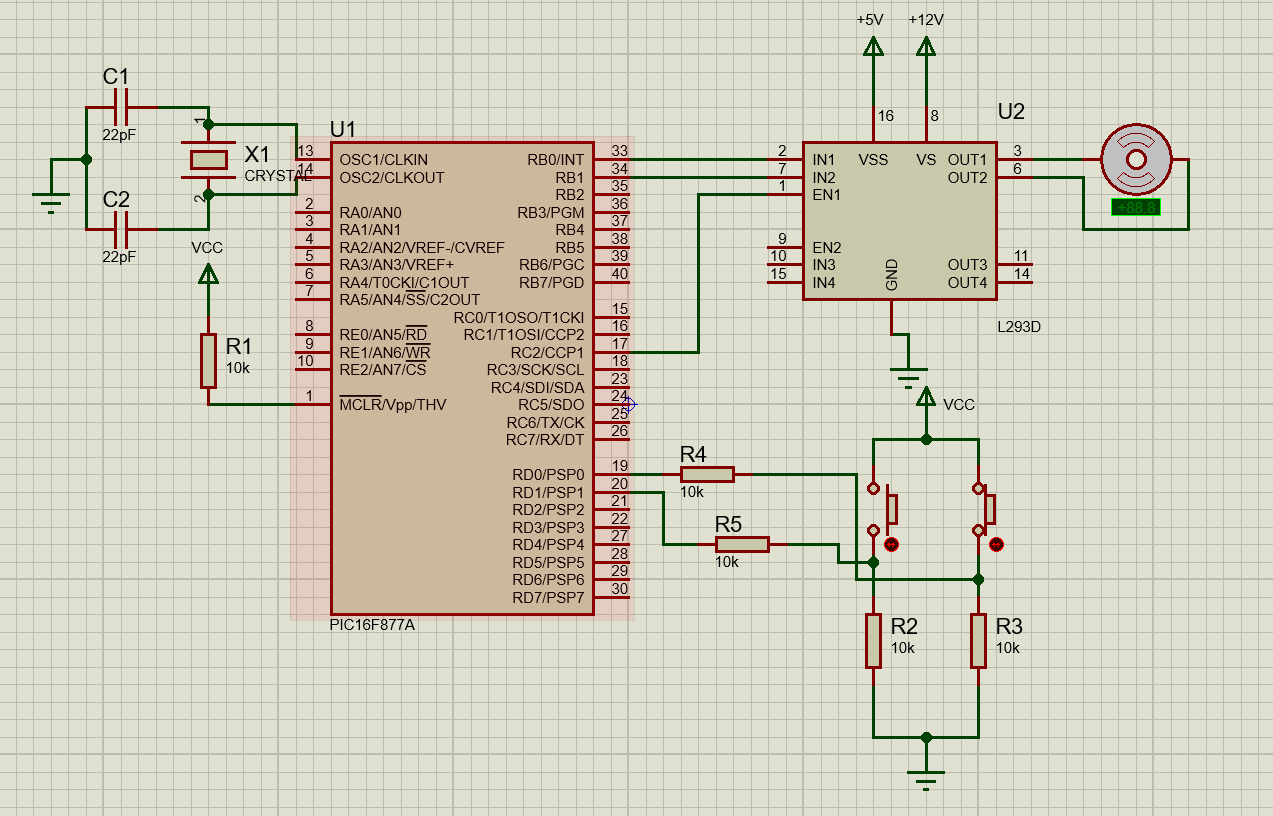 +5V
+12V
C1
22pF
1
X1
CRYSTAL
2
C2
22pF
VCC
R1
10k
U1
13
OSC1/CLKIN
14
OSC2/CLKOUT
2
RA0/AN0
3
RA1/AN1
4
RA2/AN2/VREF-/CVREF
5
RA3/AN3/VREF+
6
RA4/T0CKI/C1OUT
7
RA5/AN4/SS/C2OUT
8
RE0/AN5/RD
9
RE1/AN6/WR
10
RE2/AN7/CS
1
MCLR/Vpp/THV
RB0/INT
33
RB1
34
RB2
35
RB3/PGM
36
RB4
37
RB5
38
RB6/PGC
39
RB7/PGD
40
RC0/T1OSO/T1CKI
15
RC1/T1OSI/CCP2
16
RC2/CCP1
17
RC3/SCK/SCL
18
RC4/SDI/SDA
23
RC5/SDO
24
RC6/TX/CK
25
RC7/RX/DT
26
RD0/PSP0
19
RD1/PSP1
20
RD2/PSP2
21
RD3/PSP3
22
RD4/PSP4
27
RD5/PSP5
28
RD6/PSP6
29
RD7/PSP7
30
PIC16F877A
U2
16
8
VSS
VS
2
IN1
7
IN2
1
EN1
9
EN2
10
IN3
15
IN4
GND
OUT1
3
OUT2
6
OUT3
11
OUT4
14
L293D
+88.8
VCC
R4
10k
R5
10k
R2
10k
R3
10k